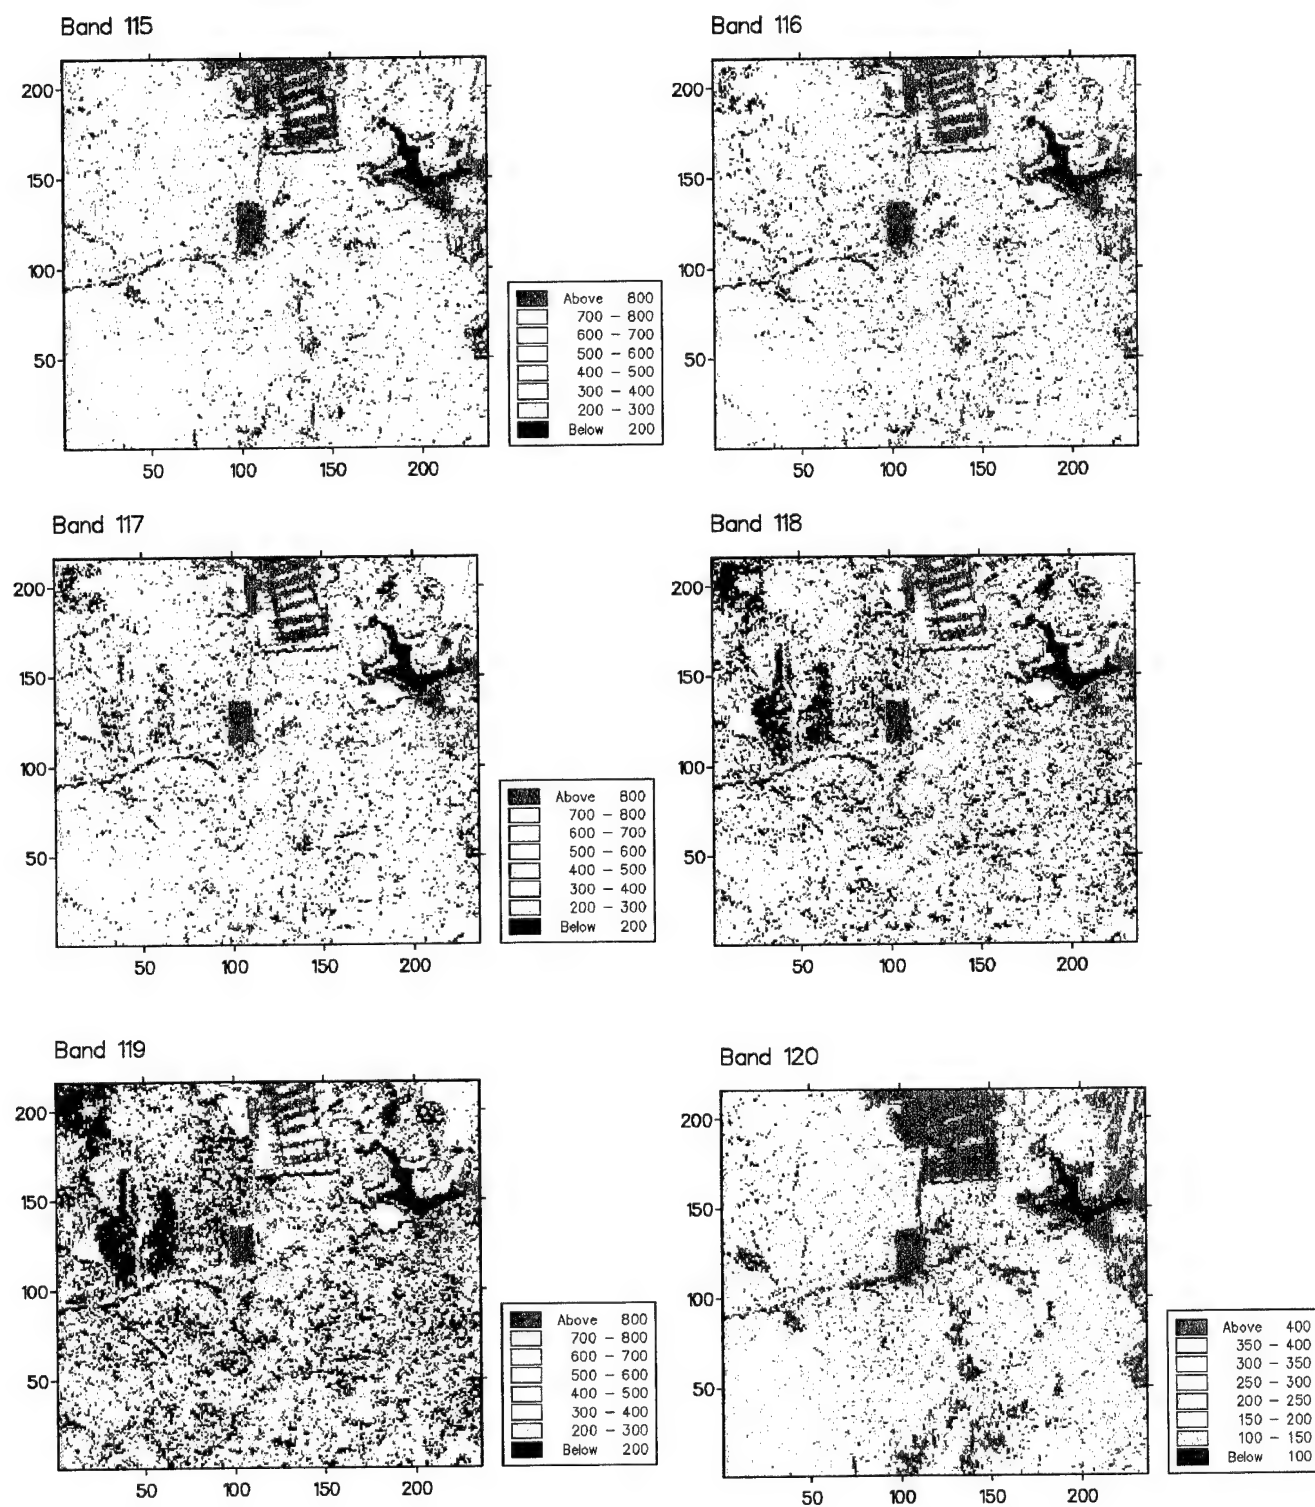 Band 115
Band 116
200
150
100
50
50 100 150 200
200
150
100
50
50 100 150 200
Above 800
700 - 800
600 - 700
500 - 600
400 - 500
300 - 400
200 - 300
Below 200
Band 117
Band 118
200
150
100
50
50 100 150 200
200
150
100
50
50 100 150 200
Above 800
700 - 800
600 - 700
500 - 600
400 - 500
300 - 400
200 - 300
Below 200
Band 119
Band 120
200
150
100
50
50 100 150 200
200
150
100
50
50 100 150 200
Above 800
700 - 800
600 - 700
500 - 600
400 - 500
300 - 400
200 - 300
Below 200
Above 400
350 - 400
300 - 350
250 - 300
200 - 250
150 - 200
100 - 150
Below 100